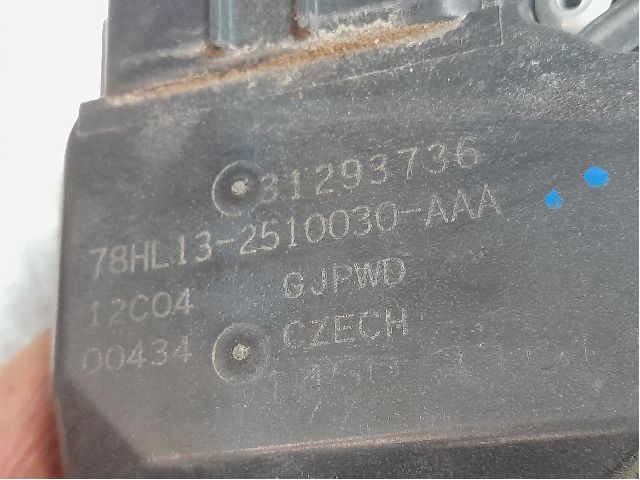 31293736
78HL13-2510030-AAA
12C04 GJPWD
00434 CZECH